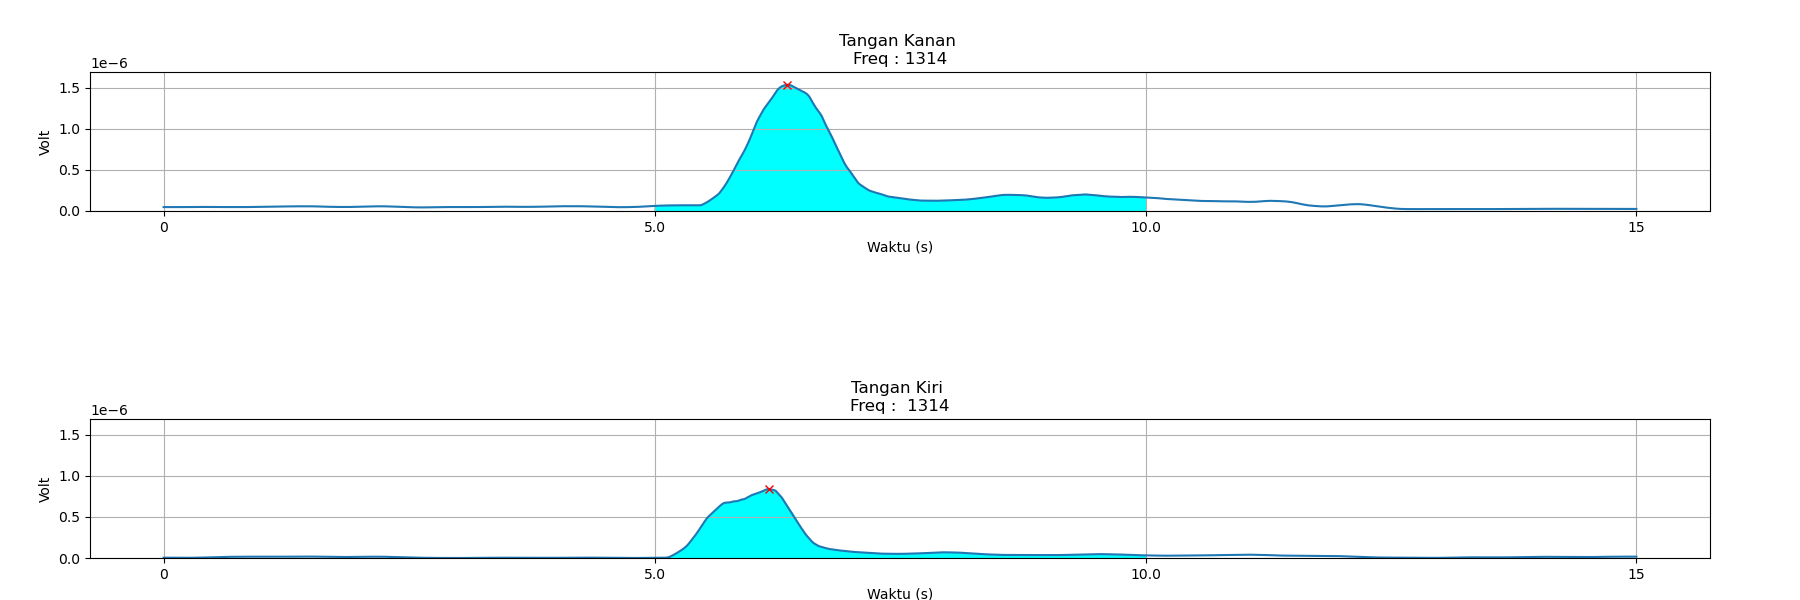 Tangan Kanan
Freq : 1314
1e−6
1.5
1.0
0.5
0.0
Volt
0 5.0 10.0 15
Waktu (s)
Tangan Kiri
Freq :  1314
1e−6
1.5
1.0
0.5
0.0
Volt
0 5.0 10.0 15
Waktu (s)